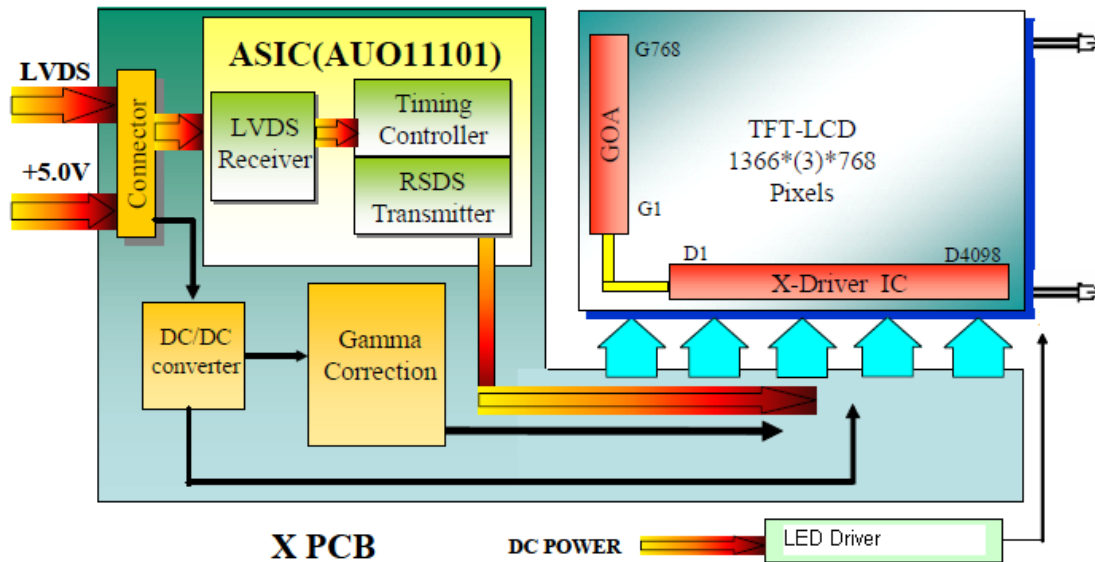 ASIC(AUO11101)
LVDS
+5.0V
Connector
LVDS
Receiver
Timing
Controller
RSDS
Transmitter
DC/DC
converter
Gamma
Correction
G768
GOA
G1
TFT-LCD
1366*(3)*768
Pixels
D1
D4098
X-Driver IC
X PCB
DC POWER
LED Driver